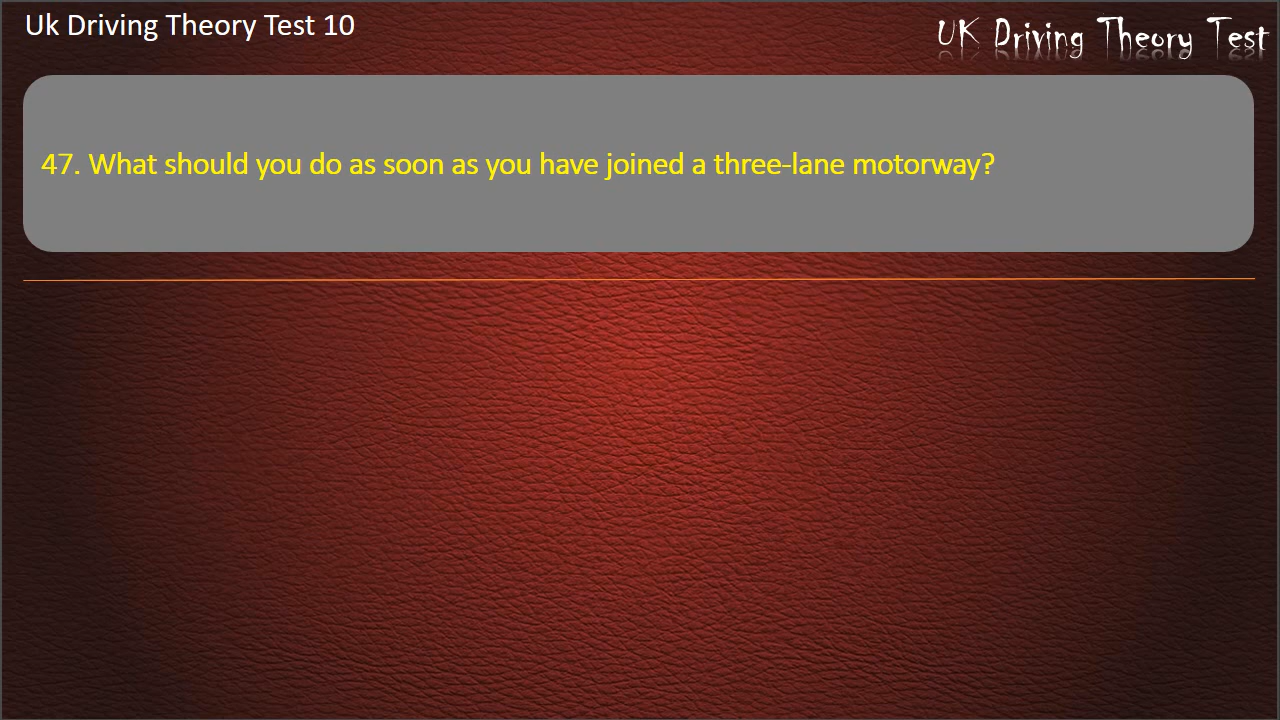 Uk Driving Theory Test 10
UK Driving Theory Test
47. What should you do as soon as you have joined a three-lane motorway?